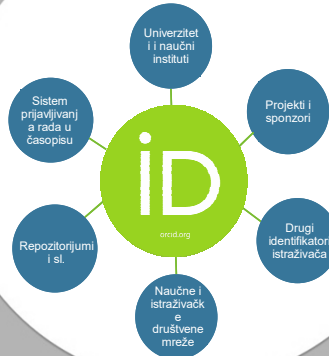 Univerzitet
i i naučni
instituti
Projekti i
sponzori
Drugi
identifikatori
istraživača
Naučne i
istraživačk
e
društvene
mreže
Repozitorijumi
i sl.
Sistem
prijavljivanj
a rada u
časopisu
iD
orcid.org